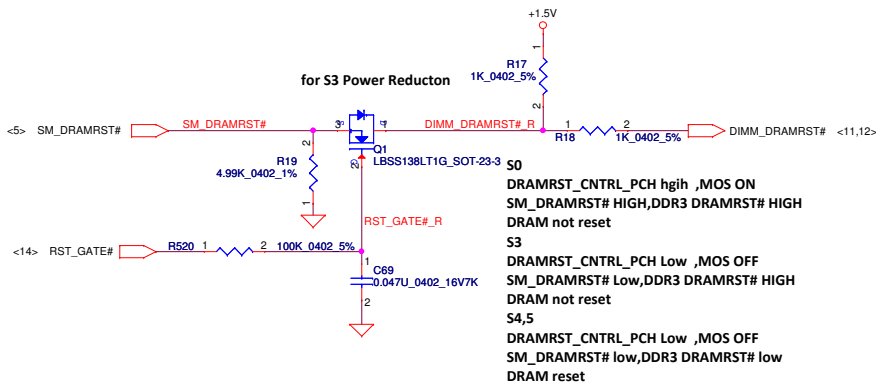 +1.5V
1
R17
1K_0402_5%
2
for S3 Power Reducton
<5> SM_DRAMRST# SM_DRAMRST# 3 1 DIMM_DRAMRST#_R 1 2 DIMM_DRAMRST# <11,12>
R18 1K_0402_5%
Q1
LBSS138LT1G_SOT-23-3
2
2
R19
4.99K_0402_1%
1
RST_GATE#_R
<14> RST_GATE# R520 1 2 100K_0402_5%
1
C69
0.047U_0402_16V7K
2
S0
DRAMRST_CNTRL_PCH hgih ,MOS ON
SM_DRAMRST# HIGH,DDR3 DRAMRST# HIGH
DRAM not reset
S3
DRAMRST_CNTRL_PCH Low ,MOS OFF
SM_DRAMRST# Low,DDR3 DRAMRST# HIGH
DRAM not reset
S4,5
DRAMRST_CNTRL_PCH Low ,MOS OFF
SM_DRAMRST# low,DDR3 DRAMRST# low
DRAM reset